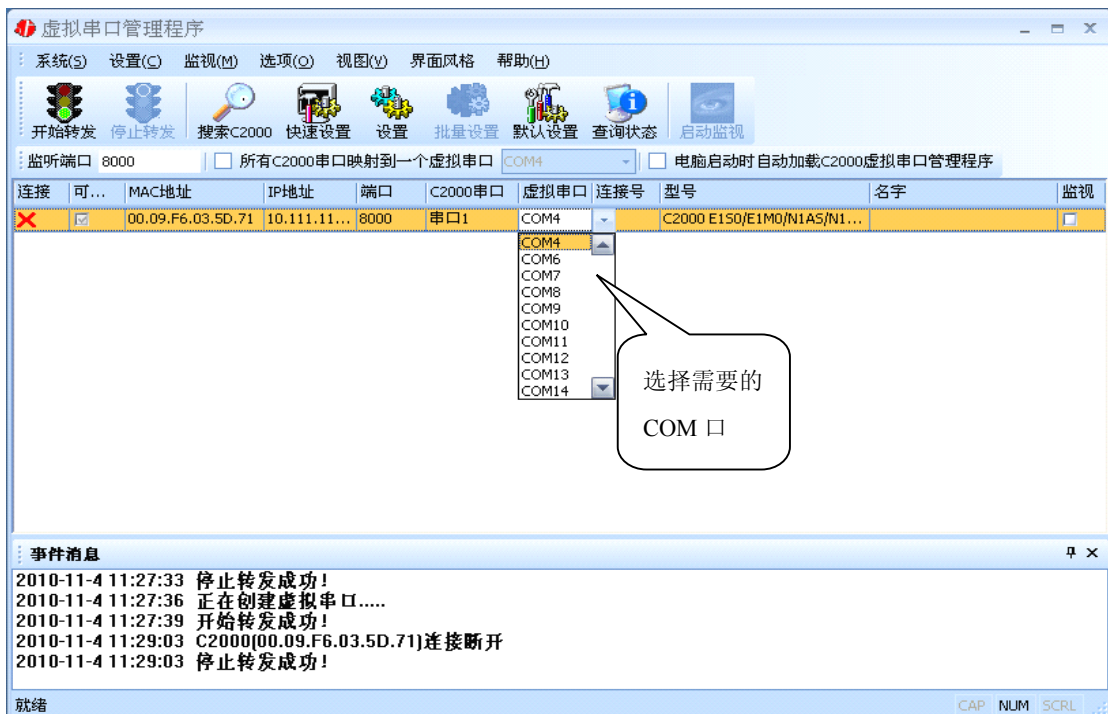 虚拟串口管理程序
系统(S) 设置(C) 监视(M) 选项(O) 视图(V) 界面风格 帮助(H)
开始转发 停止转发 搜索C2000 快速设置 设置 批量设置 默认设置 查询状态 启动监视
监听端口 8000 所有C2000串口映射到一个虚拟串口 COM4 电脑启动时自动加载C2000虚拟串口管理程序
连接 可... MAC地址 IP地址 端口 C2000串口 虚拟串口 连接号 型号 名字 监视
00.09.F6.03.5D.71 10.111.11... 8000 串口1 COM4 C2000 E1S0/E1M0/N1AS/N1...
COM4
COM6
COM7
COM8
COM9
COM10
COM11
COM12
COM13
COM14
选择需要的
COM 口
事件消息
2010-11-4 11:27:33 停止转发成功!
2010-11-4 11:27:36 正在创建虚拟串口.....
2010-11-4 11:27:39 开始转发成功!
2010-11-4 11:29:03 C2000(00.09.F6.03.5D.71)连接断开
2010-11-4 11:29:03 停止转发成功!
就绪 CAP NUM SCRL